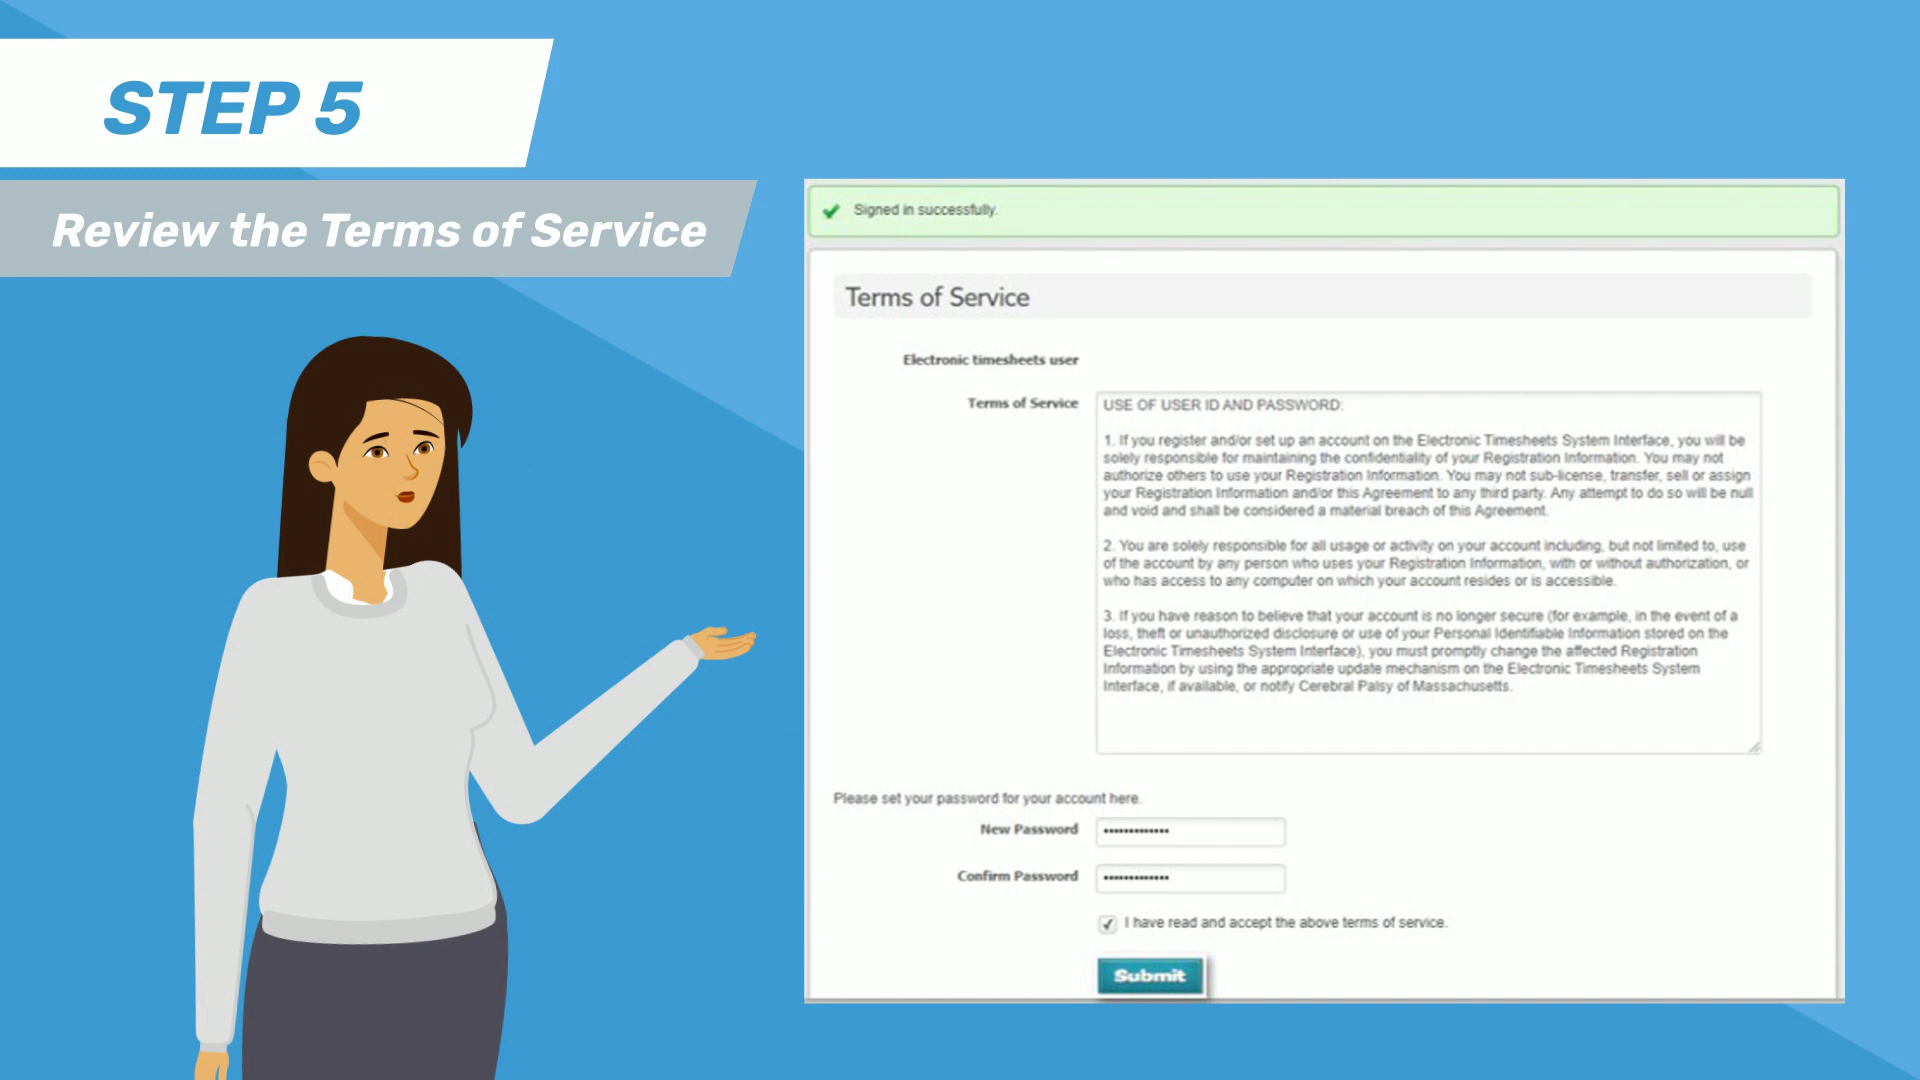 STEP 5
Review the Terms of Service
Signed in successfully.
Terms of Service
Electronic timesheets user
Terms of Service
USE OF USER ID AND PASSWORD:
1. If you register and/or set up an account on the Electronic Timesheets System Interface, you will be
solely responsible for maintaining the confidentiality of your Registration Information. You may not
authorize others to use your Registration Information. You may not sub-license, transfer, sell or assign
your Registration Information and/or this Agreement to any third party. Any attempt to do so will be null
and void and shall be considered a material breach of this Agreement.
2. You are solely responsible for all usage or activity on your account including, but not limited to, use
of the account by any person who uses your Registration Information, with or without authorization, or
who has access to any computer on which your account resides or is accessible.
3. If you have reason to believe that your account is no longer secure (for example, in the event of a
loss, theft or unauthorized disclosure or use of your Personal Identifiable Information stored on the
Electronic Timesheets System Interface), you must promptly change the affected Registration
Information by using the appropriate update mechanism on the Electronic Timesheets System
Interface, if available, or notify Cerebral Palsy of Massachusetts.
Please set your password for your account here.
New Password
Confirm Password
I have read and accept the above terms of service.
Submit